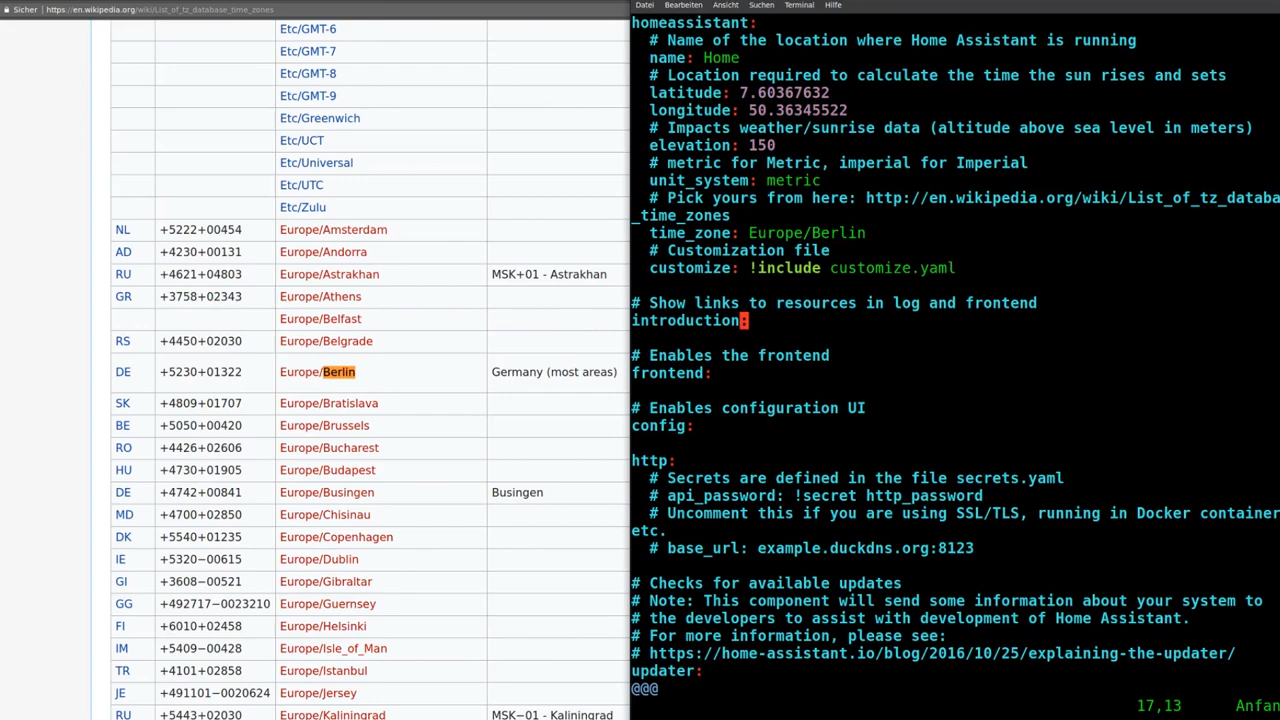 Sicher | https://en.wikipedia.org/wiki/List_of_tz_database_time_zones
Etc/GMT-6
Etc/GMT-7
Etc/GMT-8
Etc/GMT-9
Etc/Greenwich
Etc/UCT
Etc/Universal
Etc/UTC
Etc/Zulu
NL +5222+00454 Europe/Amsterdam
AD +4230+00131 Europe/Andorra
RU +4621+04803 Europe/Astrakhan MSK+01 - Astrakhan
GR +3758+02343 Europe/Athens
Europe/Belfast
RS +4450+02030 Europe/Belgrade
DE +5230+01322 Europe/Berlin Germany (most areas)
SK +4809+01707 Europe/Bratislava
BE +5050+00420 Europe/Brussels
RO +4426+02606 Europe/Bucharest
HU +4730+01905 Europe/Budapest
DE +4742+00841 Europe/Busingen Busingen
MD +4700+02850 Europe/Chisinau
DK +5540+01235 Europe/Copenhagen
IE +5320−00615 Europe/Dublin
GI +3608−00521 Europe/Gibraltar
GG +492717−0023210 Europe/Guernsey
FI +6010+02458 Europe/Helsinki
IM +5409−00428 Europe/Isle_of_Man
TR +4101+02858 Europe/Istanbul
JE +491101−0020624 Europe/Jersey
RU +5443+02030 Europe/Kaliningrad MSK−01 - Kaliningrad
Datei Bearbeiten Ansicht Suchen Terminal Hilfe
homeassistant:
# Name of the location where Home Assistant is running
name: Home
# Location required to calculate the time the sun rises and sets
latitude: 7.60367632
longitude: 50.36345522
# Impacts weather/sunrise data (altitude above sea level in meters)
elevation: 150
# metric for Metric, imperial for Imperial
unit_system: metric
# Pick yours from here: http://en.wikipedia.org/wiki/List_of_tz_databa
se_time_zones
time_zone: Europe/Berlin
# Customization file
customize: !include customize.yaml
# Show links to resources in log and frontend
introduction:
# Enables the frontend
frontend:
# Enables configuration UI
config:
http:
# Secrets are defined in the file secrets.yaml
# api_password: !secret http_password
# Uncomment this if you are using SSL/TLS, running in Docker container
etc.
# base_url: example.duckdns.org:8123
# Checks for available updates
# Note: This component will send some information about your system to
# the developers to assist with development of Home Assistant.
# For more information, please see:
# https://home-assistant.io/blog/2016/10/25/explaining-the-updater/
updater:
@@@
17,13 Anfan